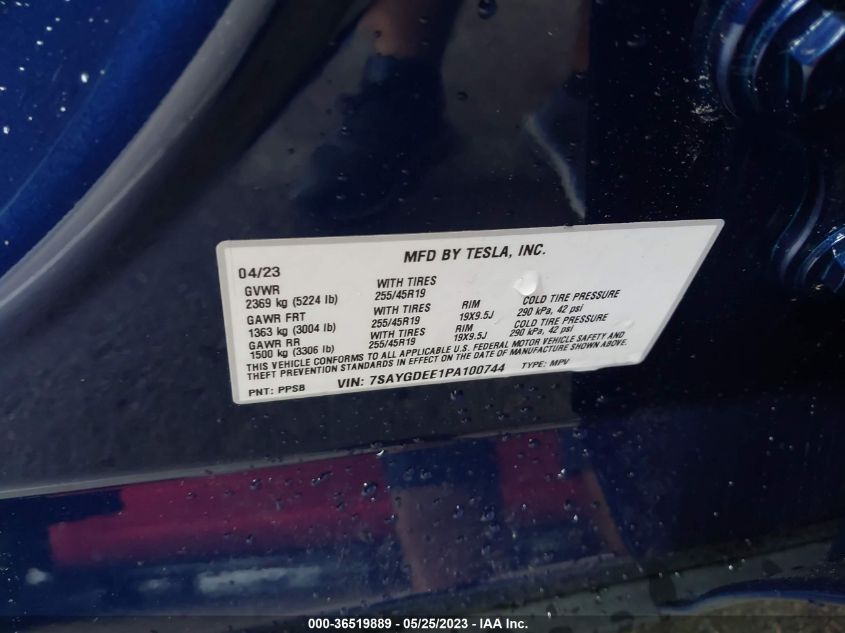 MFD BY TESLA, INC.
04/23
GVWR WITH TIRES
2369 kg (5224 lb) 255/45R19 RIM COLD TIRE PRESSURE
GAWR FRT WITH TIRES 19X9.5J 290 kPa, 42 psi
1363 kg (3004 lb) 255/45R19 RIM COLD TIRE PRESSURE
GAWR RR WITH TIRES 19X9.5J 290 kPa, 42 psi
1500 kg (3306 lb) 255/45R19
THIS VEHICLE CONFORMS TO ALL APPLICABLE U.S. FEDERAL MOTOR VEHICLE SAFETY AND
THEFT PREVENTION STANDARDS IN EFFECT ON THE DATE OF MANUFACTURE SHOWN ABOVE.
PNT: PPSB VIN: 7SAYGDEE1PA100744 TYPE: MPV
000-36519889 - 05/25/2023 - IAA Inc.